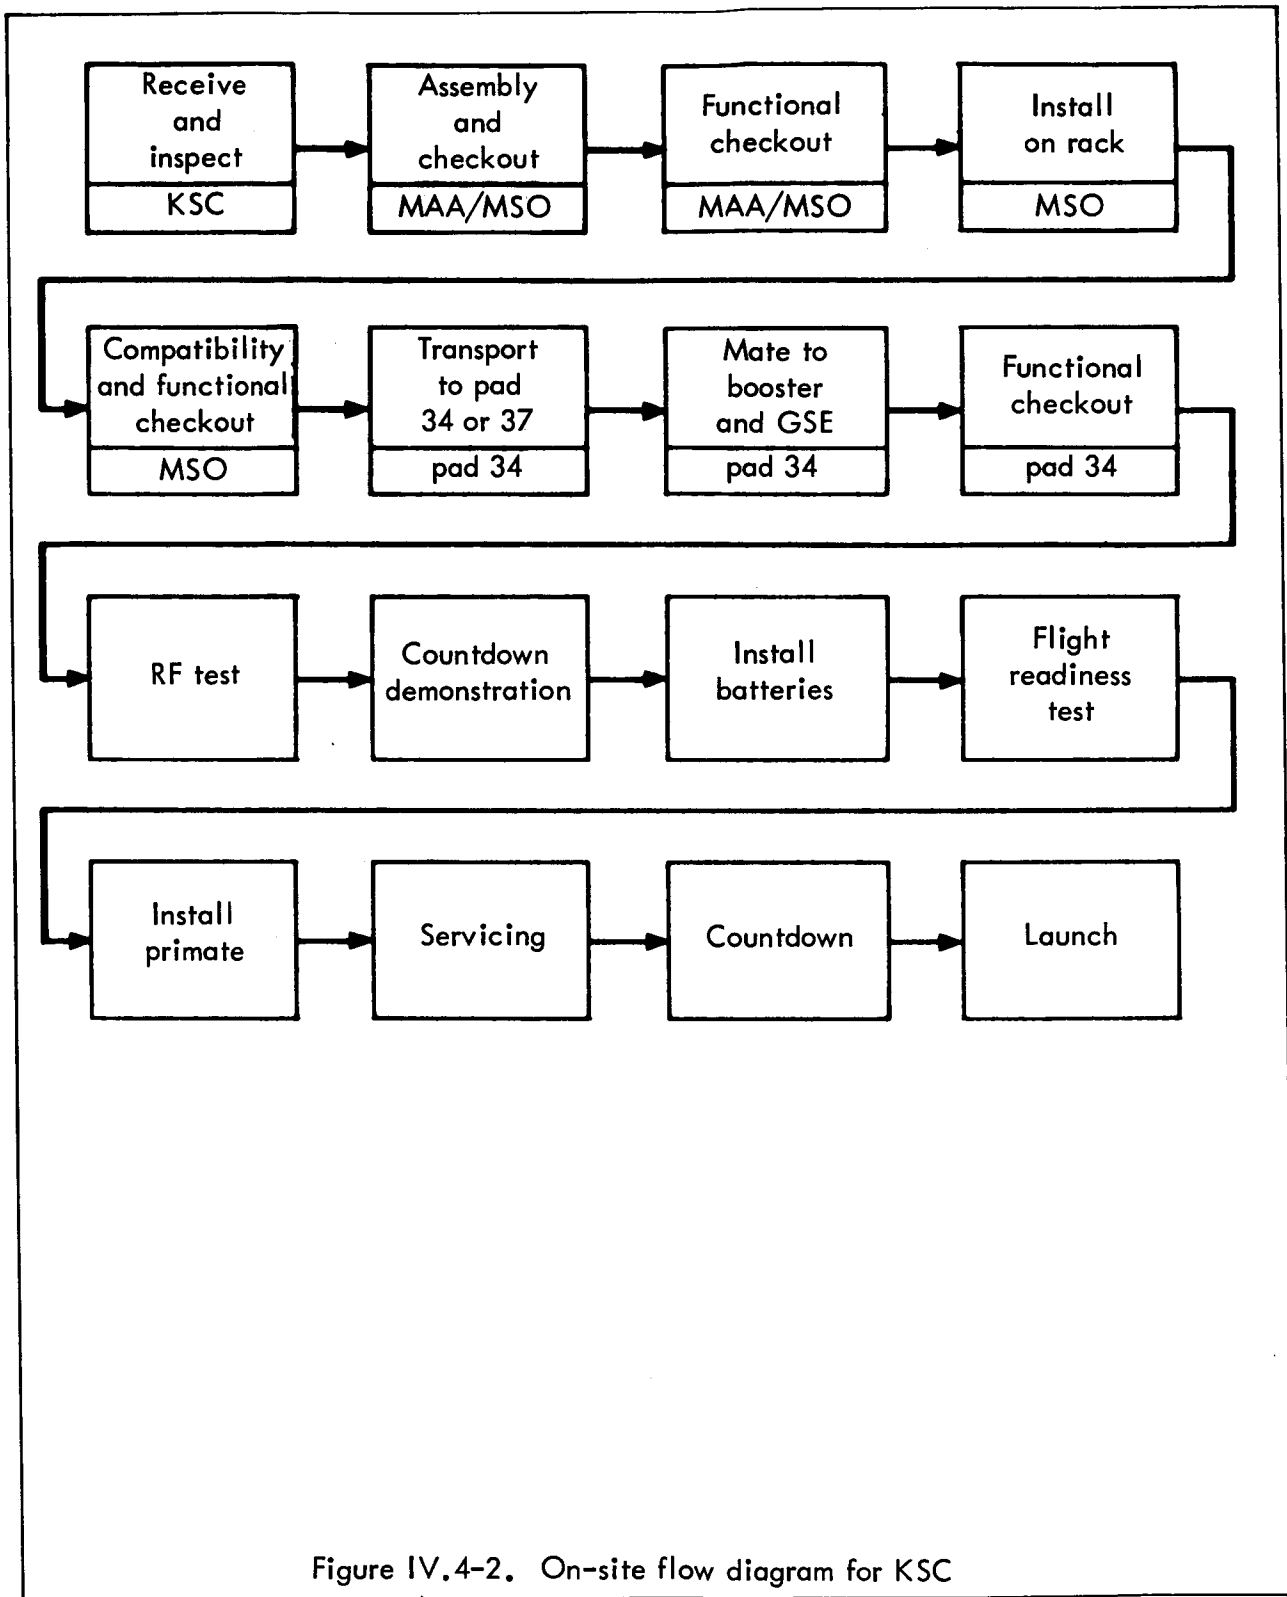 Receive
and
inspect
KSC
Assembly
and
checkout
MAA/MSO
Functional
checkout
MAA/MSO
Install
on rack
MSO
Compatibility
and functional
checkout
MSO
Transport
to pad
34 or 37
pad 34
Mate to
booster
and GSE
pad 34
Functional
checkout
pad 34
RF test
Countdown
demonstration
Install
batteries
Flight
readiness
test
Install
primate
Servicing
Countdown
Launch
Figure IV.4-2. On-site flow diagram for KSC